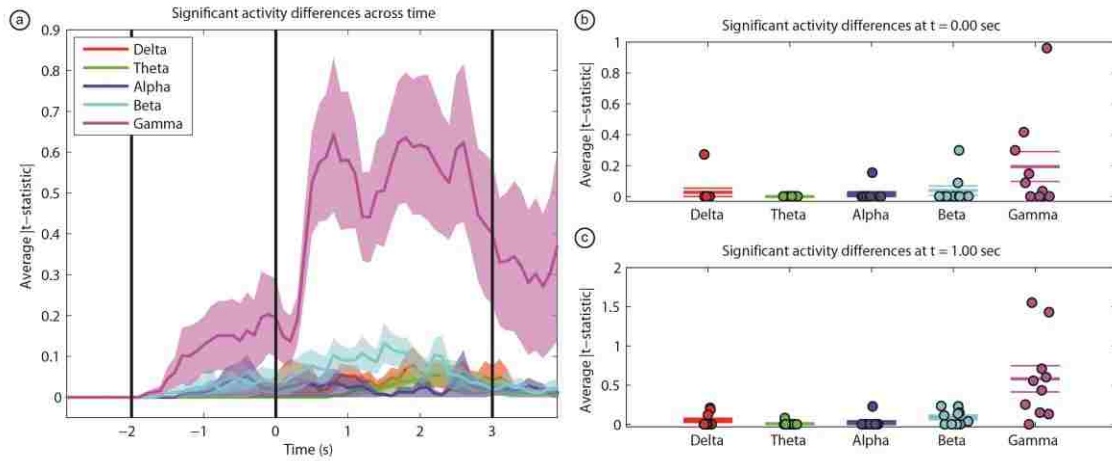 a
Significant activity differences across time
0.9
0.8
0.7
0.6
0.5
0.4
0.3
0.2
0.1
0
Average |t−statistic|
Delta
Theta
Alpha
Beta
Gamma
−2 −1 0 1 2 3
Time (s)
b
Significant activity differences at t = 0.00 sec
1
0.8
0.6
0.4
0.2
0
Average |t−statistic|
Delta Theta Alpha Beta Gamma
c
Significant activity differences at t = 1.00 sec
2
1.5
1
0.5
0
Average |t−statistic|
Delta Theta Alpha Beta Gamma